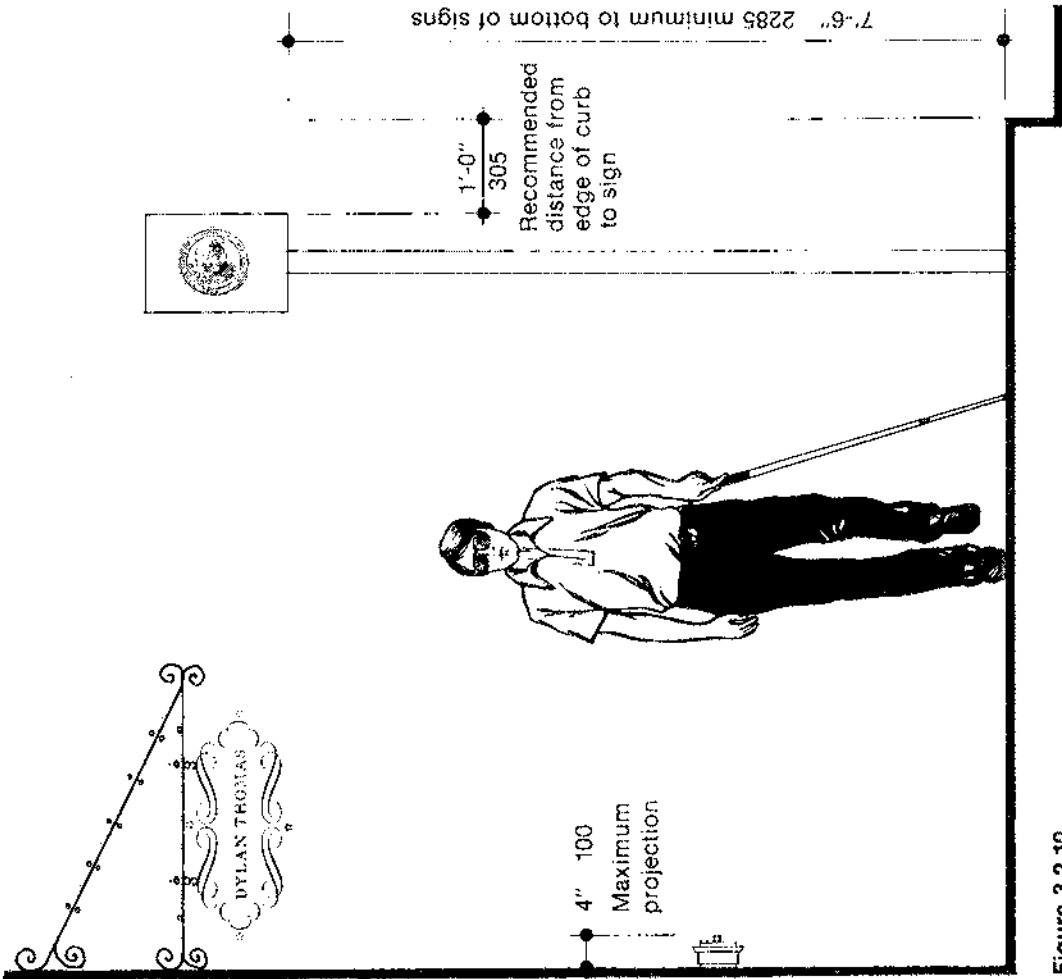 7'-6" 2285 minimum to bottom of signs
1'-0"
305
Recommended
distance from
edge of curb
to sign
DYLAN THOMAS
4" 100
Maximum
projection
Figure 3.2.10